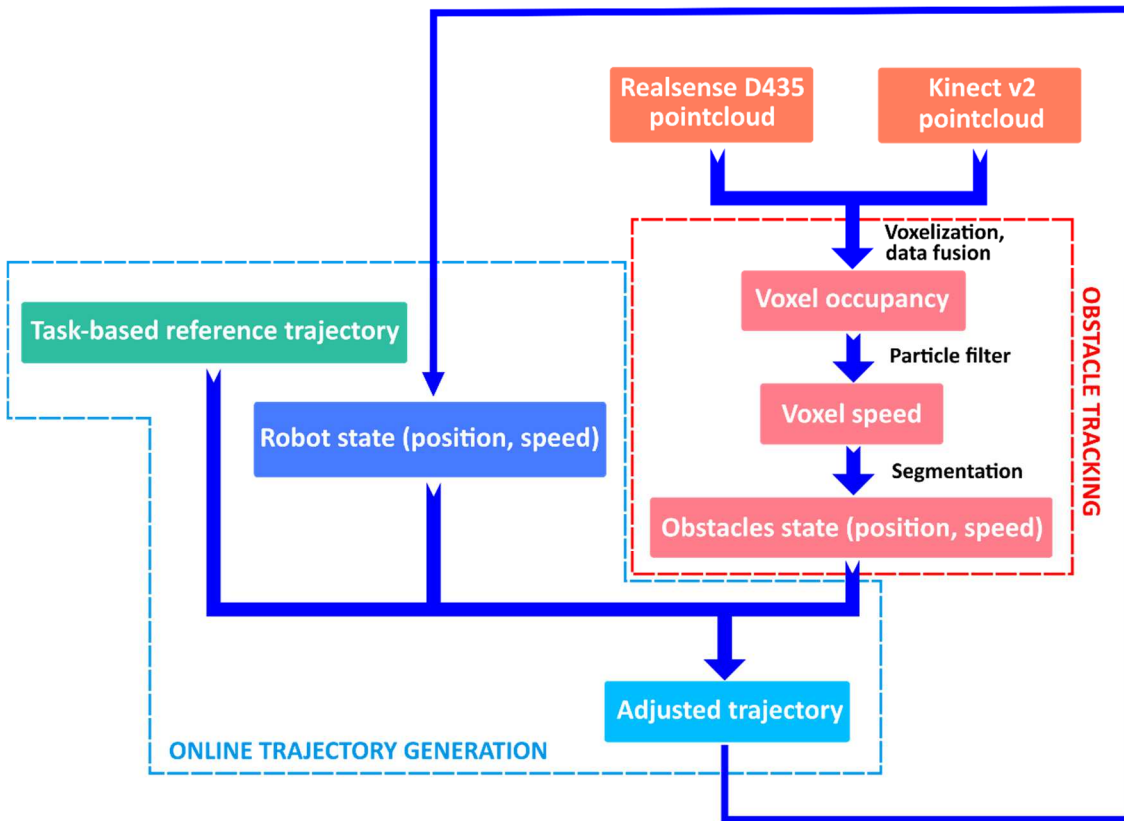 Realsense D435
pointcloud
Kinect v2
pointcloud
Voxelization,
data fusion
Voxel occupancy
Particle filter
Voxel speed
Segmentation
Obstacles state (position, speed)
OBSTACLE TRACKING
Task-based reference trajectory
Robot state (position, speed)
Adjusted trajectory
ONLINE TRAJECTORY GENERATION